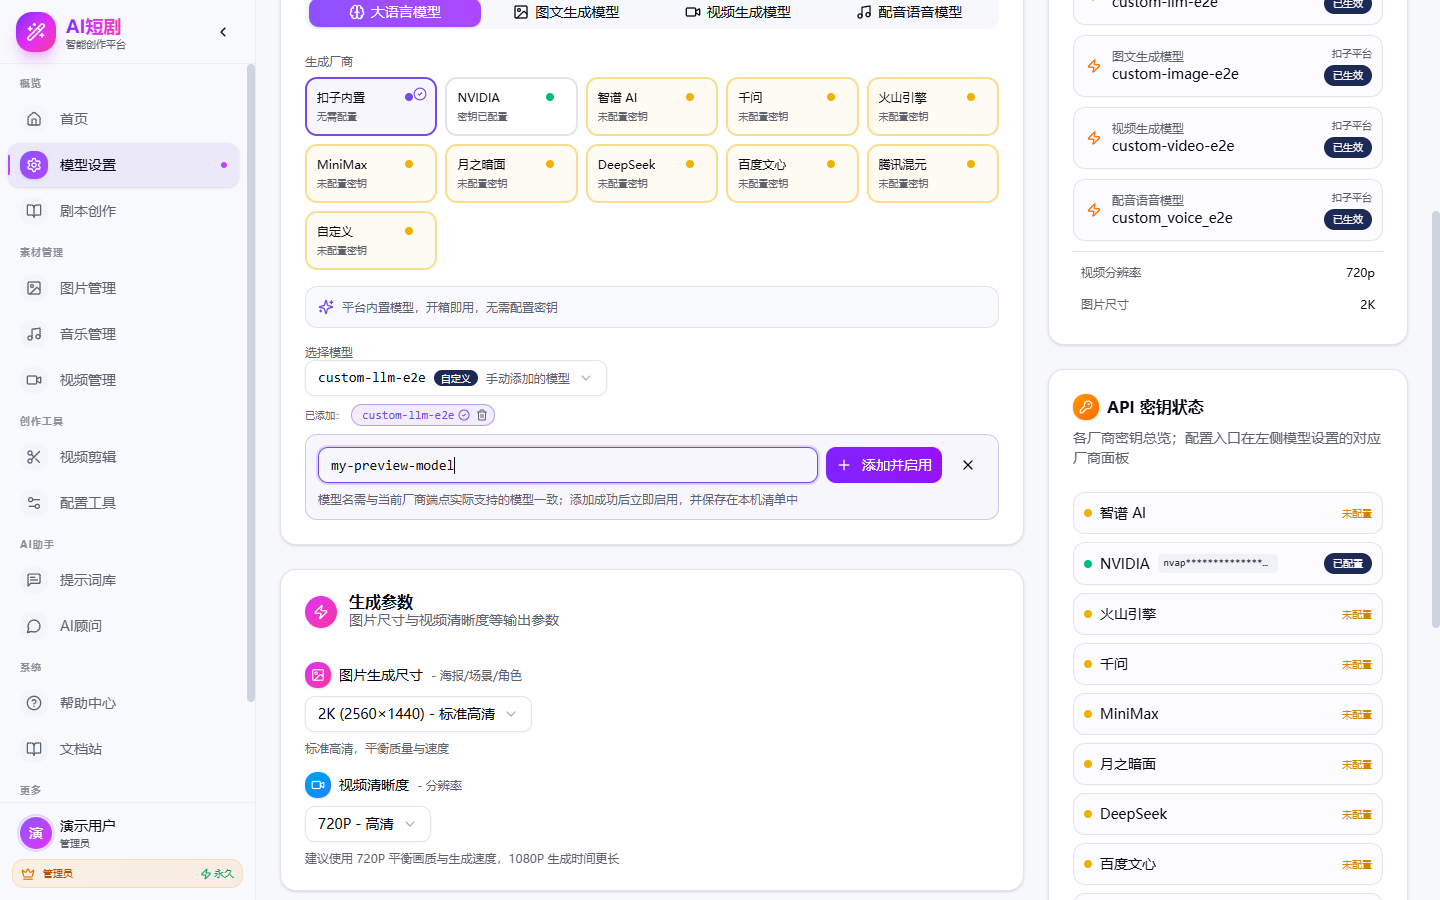 AI短剧
智能创作平台
概览
首页
模型设置
剧本创作
素材管理
图片管理
音乐管理
视频管理
创作工具
视频剪辑
配置工具
AI助手
提示词库
AI顾问
系统
帮助中心
文档站
更多
演
演示用户
管理员
管理员
永久
大语言模型
图文生成模型
视频生成模型
配音语音模型
生成厂商
扣子内置
无需配置
NVIDIA
密钥已配置
智谱 AI
未配置密钥
千问
未配置密钥
火山引擎
未配置密钥
MiniMax
未配置密钥
月之暗面
未配置密钥
DeepSeek
未配置密钥
百度文心
未配置密钥
腾讯混元
未配置密钥
自定义
未配置密钥
平台内置模型，开箱即用，无需配置密钥
选择模型
custom-llm-e2e 自定义 手动添加的模型
已添加： custom-llm-e2e
my-preview-model
添加并启用
模型名需与当前厂商端点实际支持的模型一致；添加成功后立即启用，并保存在本机清单中
生成参数
图片尺寸与视频清晰度等输出参数
图片生成尺寸 - 海报/场景/角色
2K (2560×1440) - 标准高清
标准高清，平衡质量与速度
视频清晰度 - 分辨率
720P - 高清
建议使用 720P 平衡画质与生成速度，1080P 生成时间更长
custom-llm-e2e
已生效
图文生成模型
custom-image-e2e
扣子平台
已生效
视频生成模型
custom-video-e2e
扣子平台
已生效
配音语音模型
custom_voice_e2e
扣子平台
已生效
视频分辨率 720p
图片尺寸 2K
API 密钥状态
各厂商密钥总览；配置入口在左侧模型设置的对应
厂商面板
智谱 AI 未配置
NVIDIA nvap**************… 已配置
火山引擎 未配置
千问 未配置
MiniMax 未配置
月之暗面 未配置
DeepSeek 未配置
百度文心 未配置